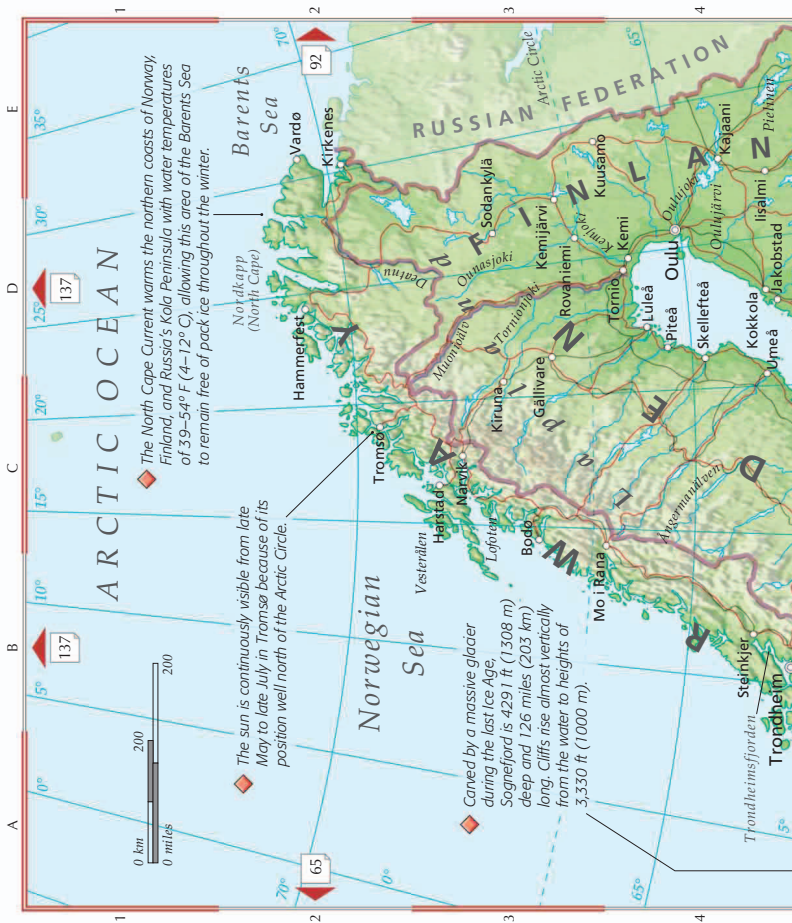 A
B
C
D
E
1
2
3
4
1
2
3
4
137
137
65
92
0°
5°
10°
15°
20°
25°
30°
35°
70°
70°
65°
65°
5°
0 km
200
0 miles
200
ARCTIC OCEAN
The North Cape Current warms the northern coasts of Norway,
Finland, and Russia's Kola Peninsula with water temperatures
of 39–54° F (4–12° C), allowing this area of the Barents Sea
to remain free of pack ice throughout the winter.
The sun is continuously visible from late
May to late July in Tromsø because of its
position well north of the Arctic Circle.
Carved by a massive glacier
during the last Ice Age,
Sognefjord is 4291 ft (1308 m)
deep and 126 miles (203 km)
long. Cliffs rise almost vertically
from the water to heights of
3,330 ft (1000 m).
Barents
Sea
Nordkapp
(North Cape)
Norwegian
Sea
Vardø
Kirkenes
Hammerfest
Tromsø
Harstad
Narvik
Vesterålen
Lofoten
Bodø
Mo i Rana
Steinkjer
Trondheim
Trondheimsfjorden
RUSSIAN FEDERATION
Arctic Circle
R W A Y
F I N L A N
E D N
L a p l a n d
Deatnu
Ounasjoki
Muonioälv
Tornionjoki
Kemijoki
Oulujoki
Oulujärvi
Pielinen
Ångermanälven
Sodankylä
Kemijärvi
Kuusamo
Rovaniemi
Kemi
Tornio
Oulu
Kajaani
Iisalmi
Jakobstad
Kokkola
Kiruna
Gällivare
Luleå
Piteå
Skellefteå
Umeå